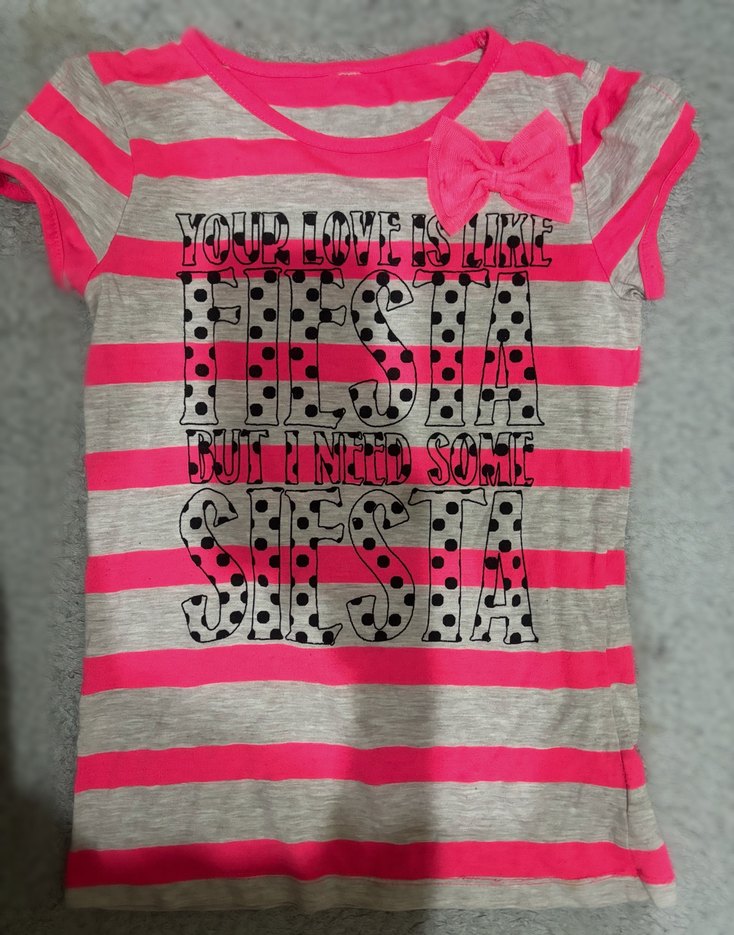 YOUR LOVE IS LIKE
FIESTA
BUT I NEED SOME
SIESTA